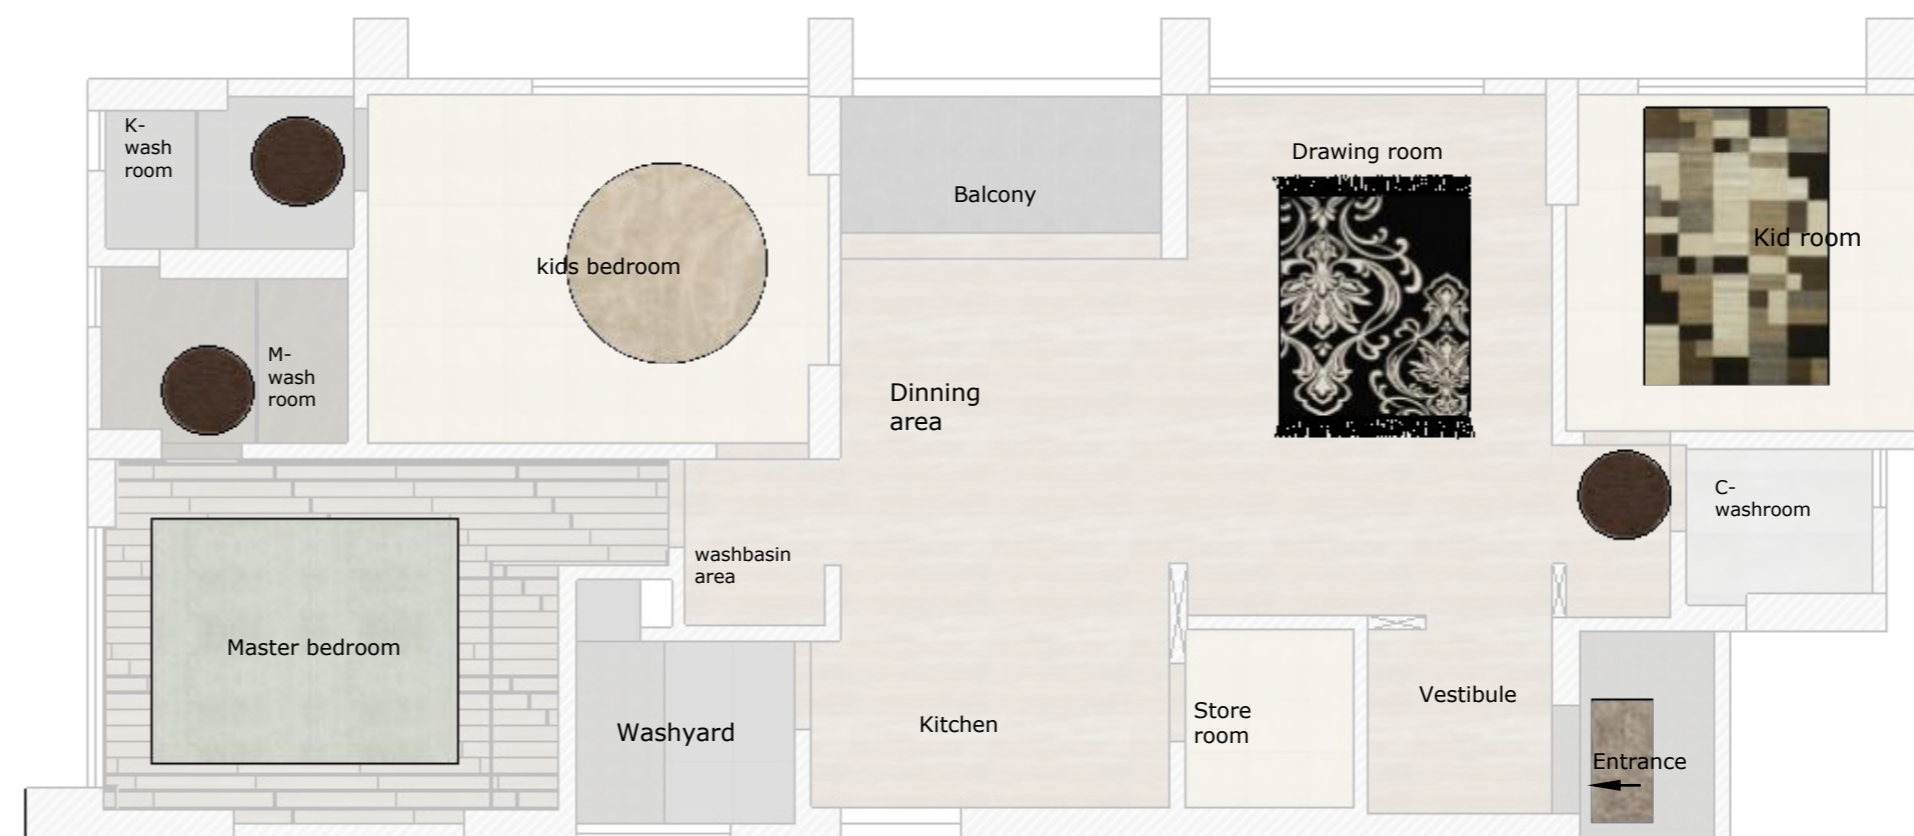 K-
wash
room
Drawing room
Balcony
Kid room
kids bedroom
M-
wash
room
Dinning
area
C-
washroom
washbasin
area
Master bedroom
Washyard
Kitchen
Store
room
Vestibule
Entrance